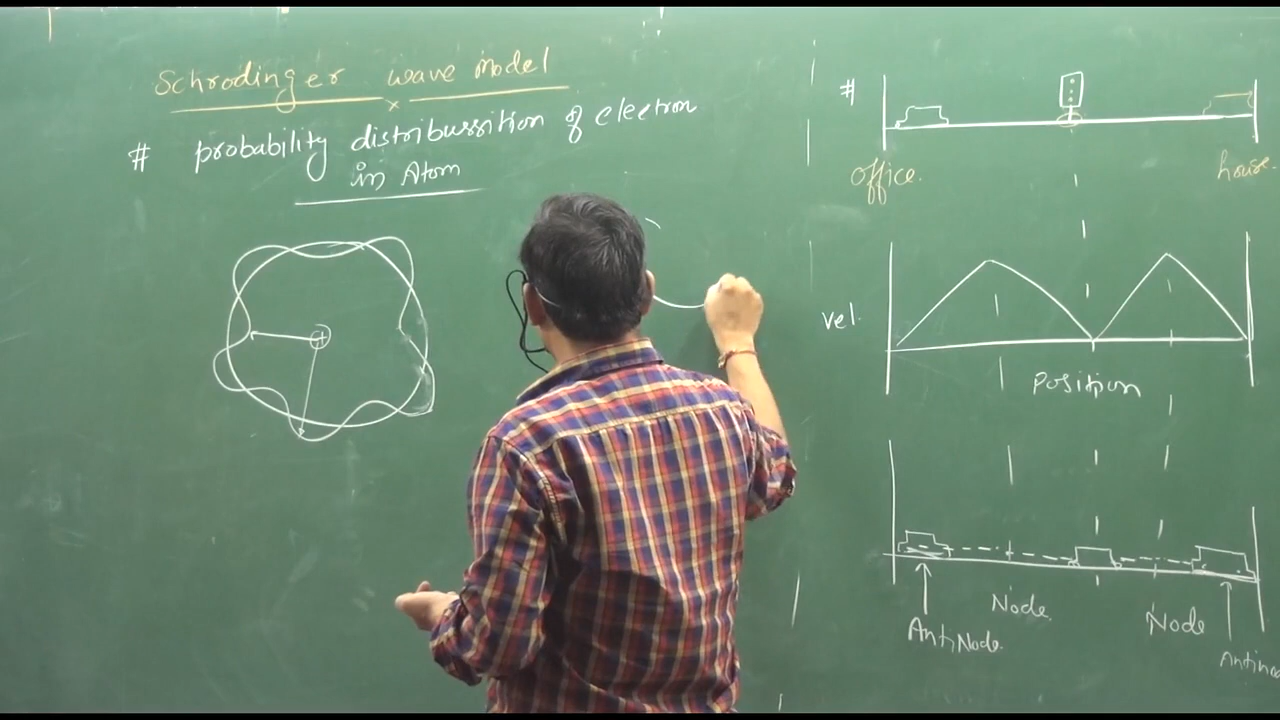 Schrodinger wave model
# probability distribussition of electron
in Atom
#
office.
house.
vel.
Position
Node
Node
AntiNode.